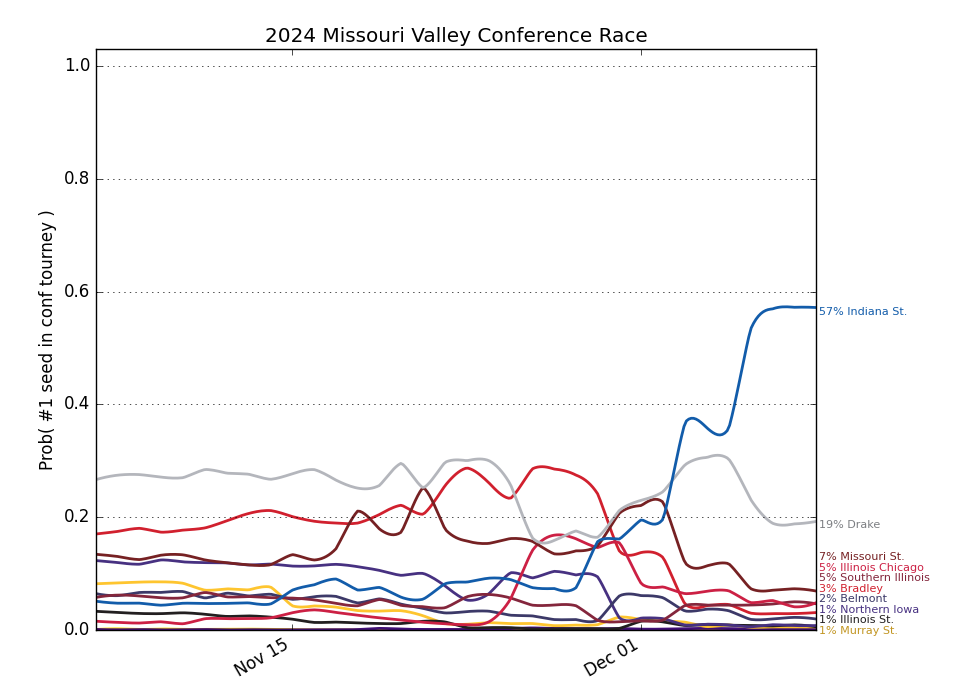 2024 Missouri Valley Conference Race
Prob( #1 seed in conf tourney )
1.0
0.8
0.6
0.4
0.2
0.0
Nov 15
Dec 01
57% Indiana St.
19% Drake
7% Missouri St.
5% Illinois Chicago
5% Southern Illinois
3% Bradley
2% Belmont
1% Northern Iowa
1% Illinois St.
1% Murray St.